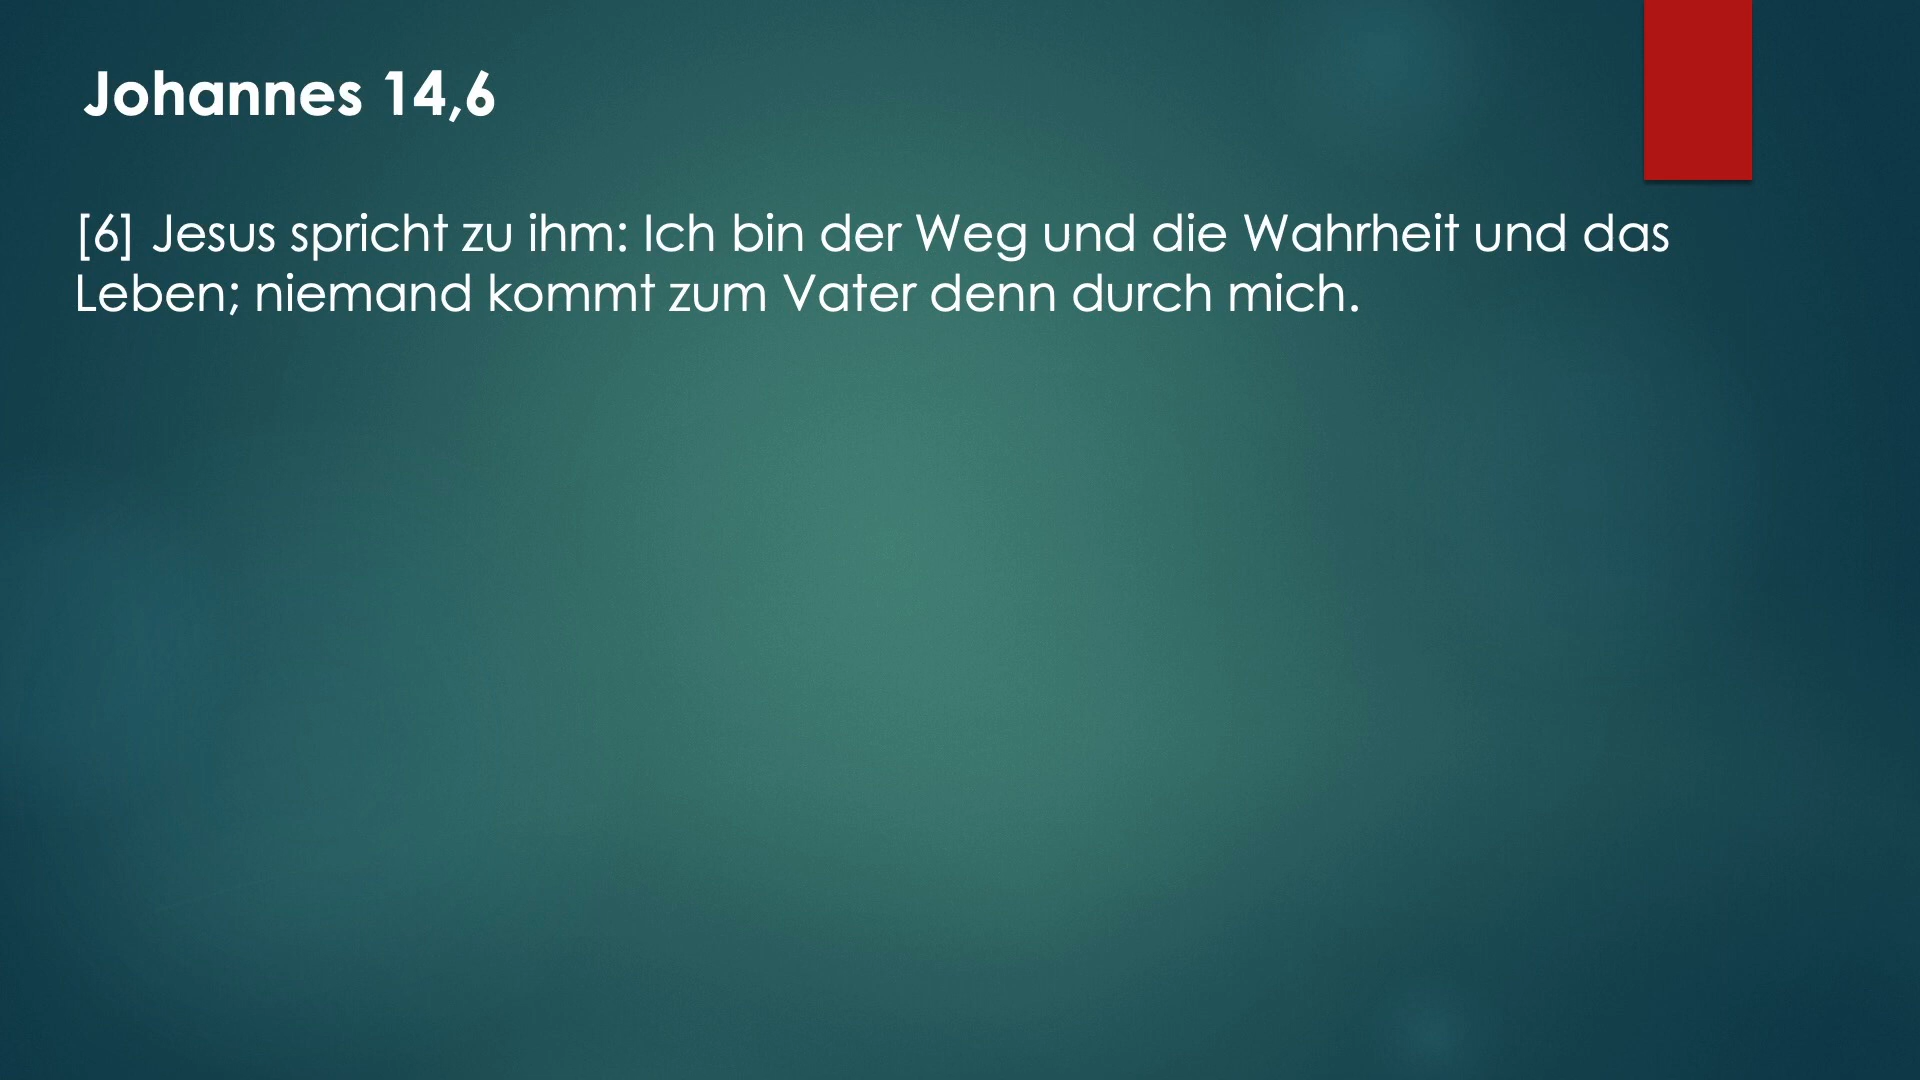 Johannes 14,6
[6] Jesus spricht zu ihm: Ich bin der Weg und die Wahrheit und das
Leben; niemand kommt zum Vater denn durch mich.